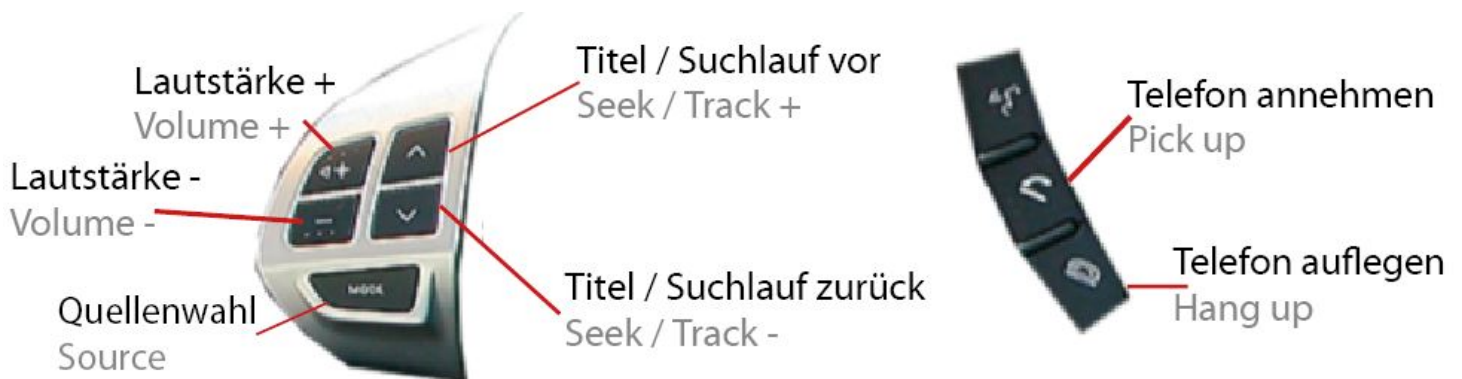 Lautstärke +
Volume +
Lautstärke -
Volume -
Quellenwahl
Source
MODE
Titel / Suchlauf vor
Seek / Track +
Titel / Suchlauf zurück
Seek / Track -
Telefon annehmen
Pick up
Telefon auflegen
Hang up